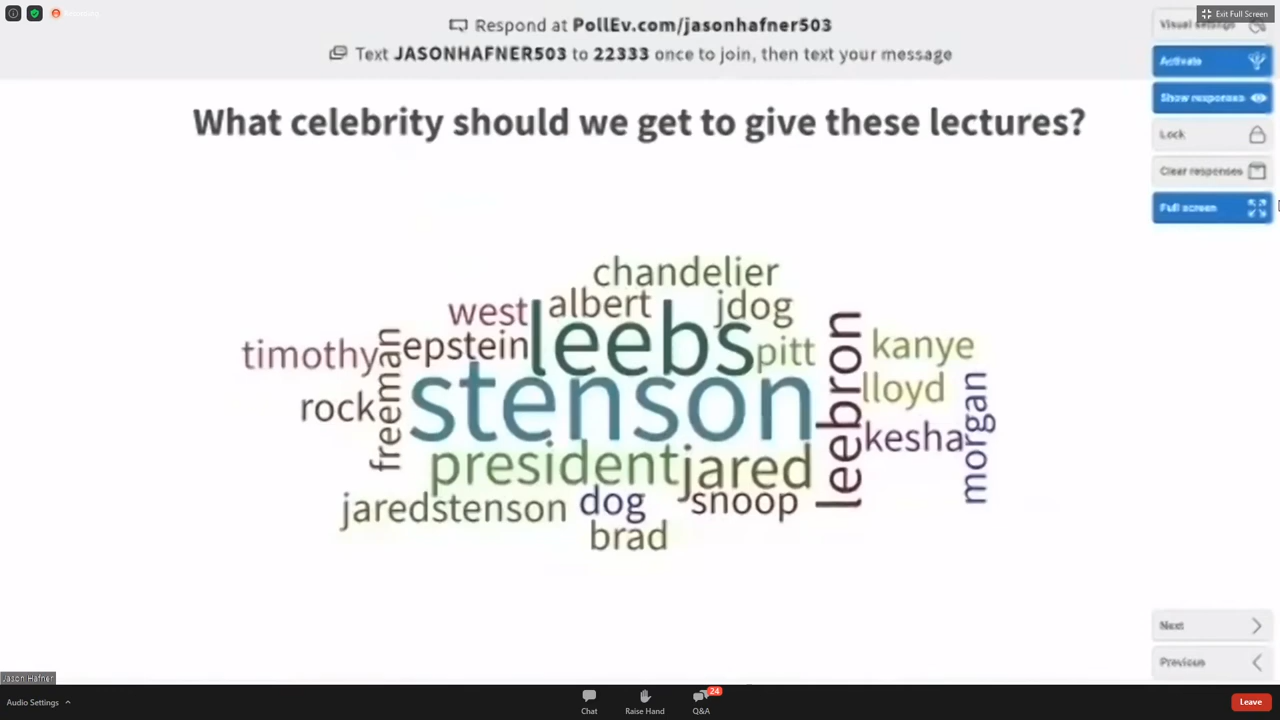 Exit Full Screen
Respond at PollEv.com/jasonhafner503
Text JASONHAFNER503 to 22333 once to join, then text your message
Visual settings
Activate
Show responses
Lock
Clear responses
Full screen
What celebrity should we get to give these lectures?
chandelier
west
albert
jdog
leebs
timothy
freeman
epstein
pitt
leebron
kanye
rock
stenson
lloyd
kesha
morgan
president
jared
jaredstenson
dog
snoop
brad
Next
Previous
Jason Hafner
Audio Settings
Chat
Raise Hand
24
Q&A
Leave